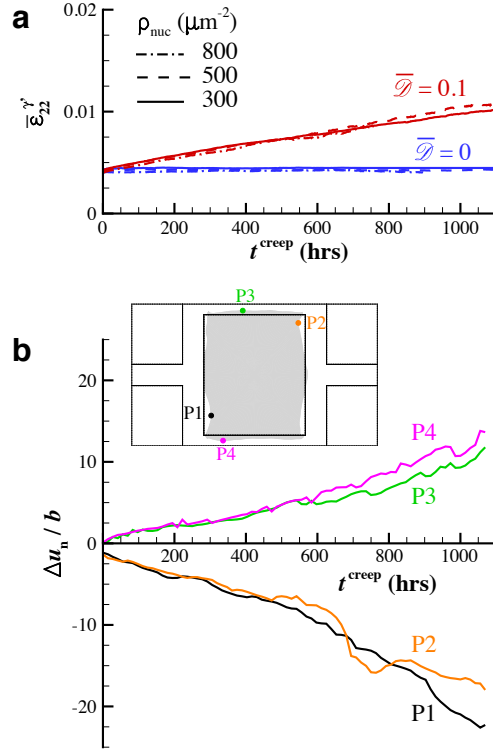 a
ρnuc (μm-2)
800
500
300
ε̄22γ′
0.01
0.02
0
𝒟̄ = 0.1
𝒟̄ = 0
0 200 400 600 800 1000
tcreep (hrs)
b
P3
P2
P1
P4
Δun / b
20
10
0
-10
-20
200 400 600 800 1000
tcreep (hrs)
P4
P3
P2
P1